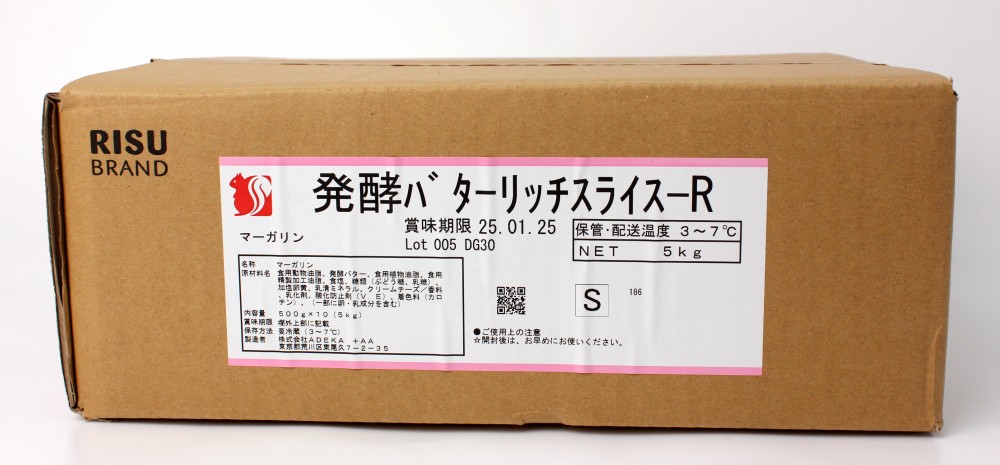 RISU
BRAND
発酵バターリッチスライスーR
賞味期限 25.01.25
Lot 005 DG30
保管・配送温度 3〜7℃
NET 5kg
マーガリン
名称 マーガリン
原材料名 食用動物油脂、発酵バター、食用植物油脂、食用
精製加工油脂、食塩、糖類(ぶどう糖、乳糖)、
加塩卵黄、乳清ミネラル、クリームチーズ/香料
、乳化剤、酸化防止剤(V.E)、着色料(カロ
チン)、(一部に卵・乳成分を含む)
内容量 500g×10(5kg)
賞味期限 欄外上部に記載
保存方法 要冷蔵(3〜7℃)
製造者 株式会社ADEKA +AA
東京都荒川区東尾久7-2-35
S
186
●ご使用上の注意
☆開封後は、お早めにお使いください。